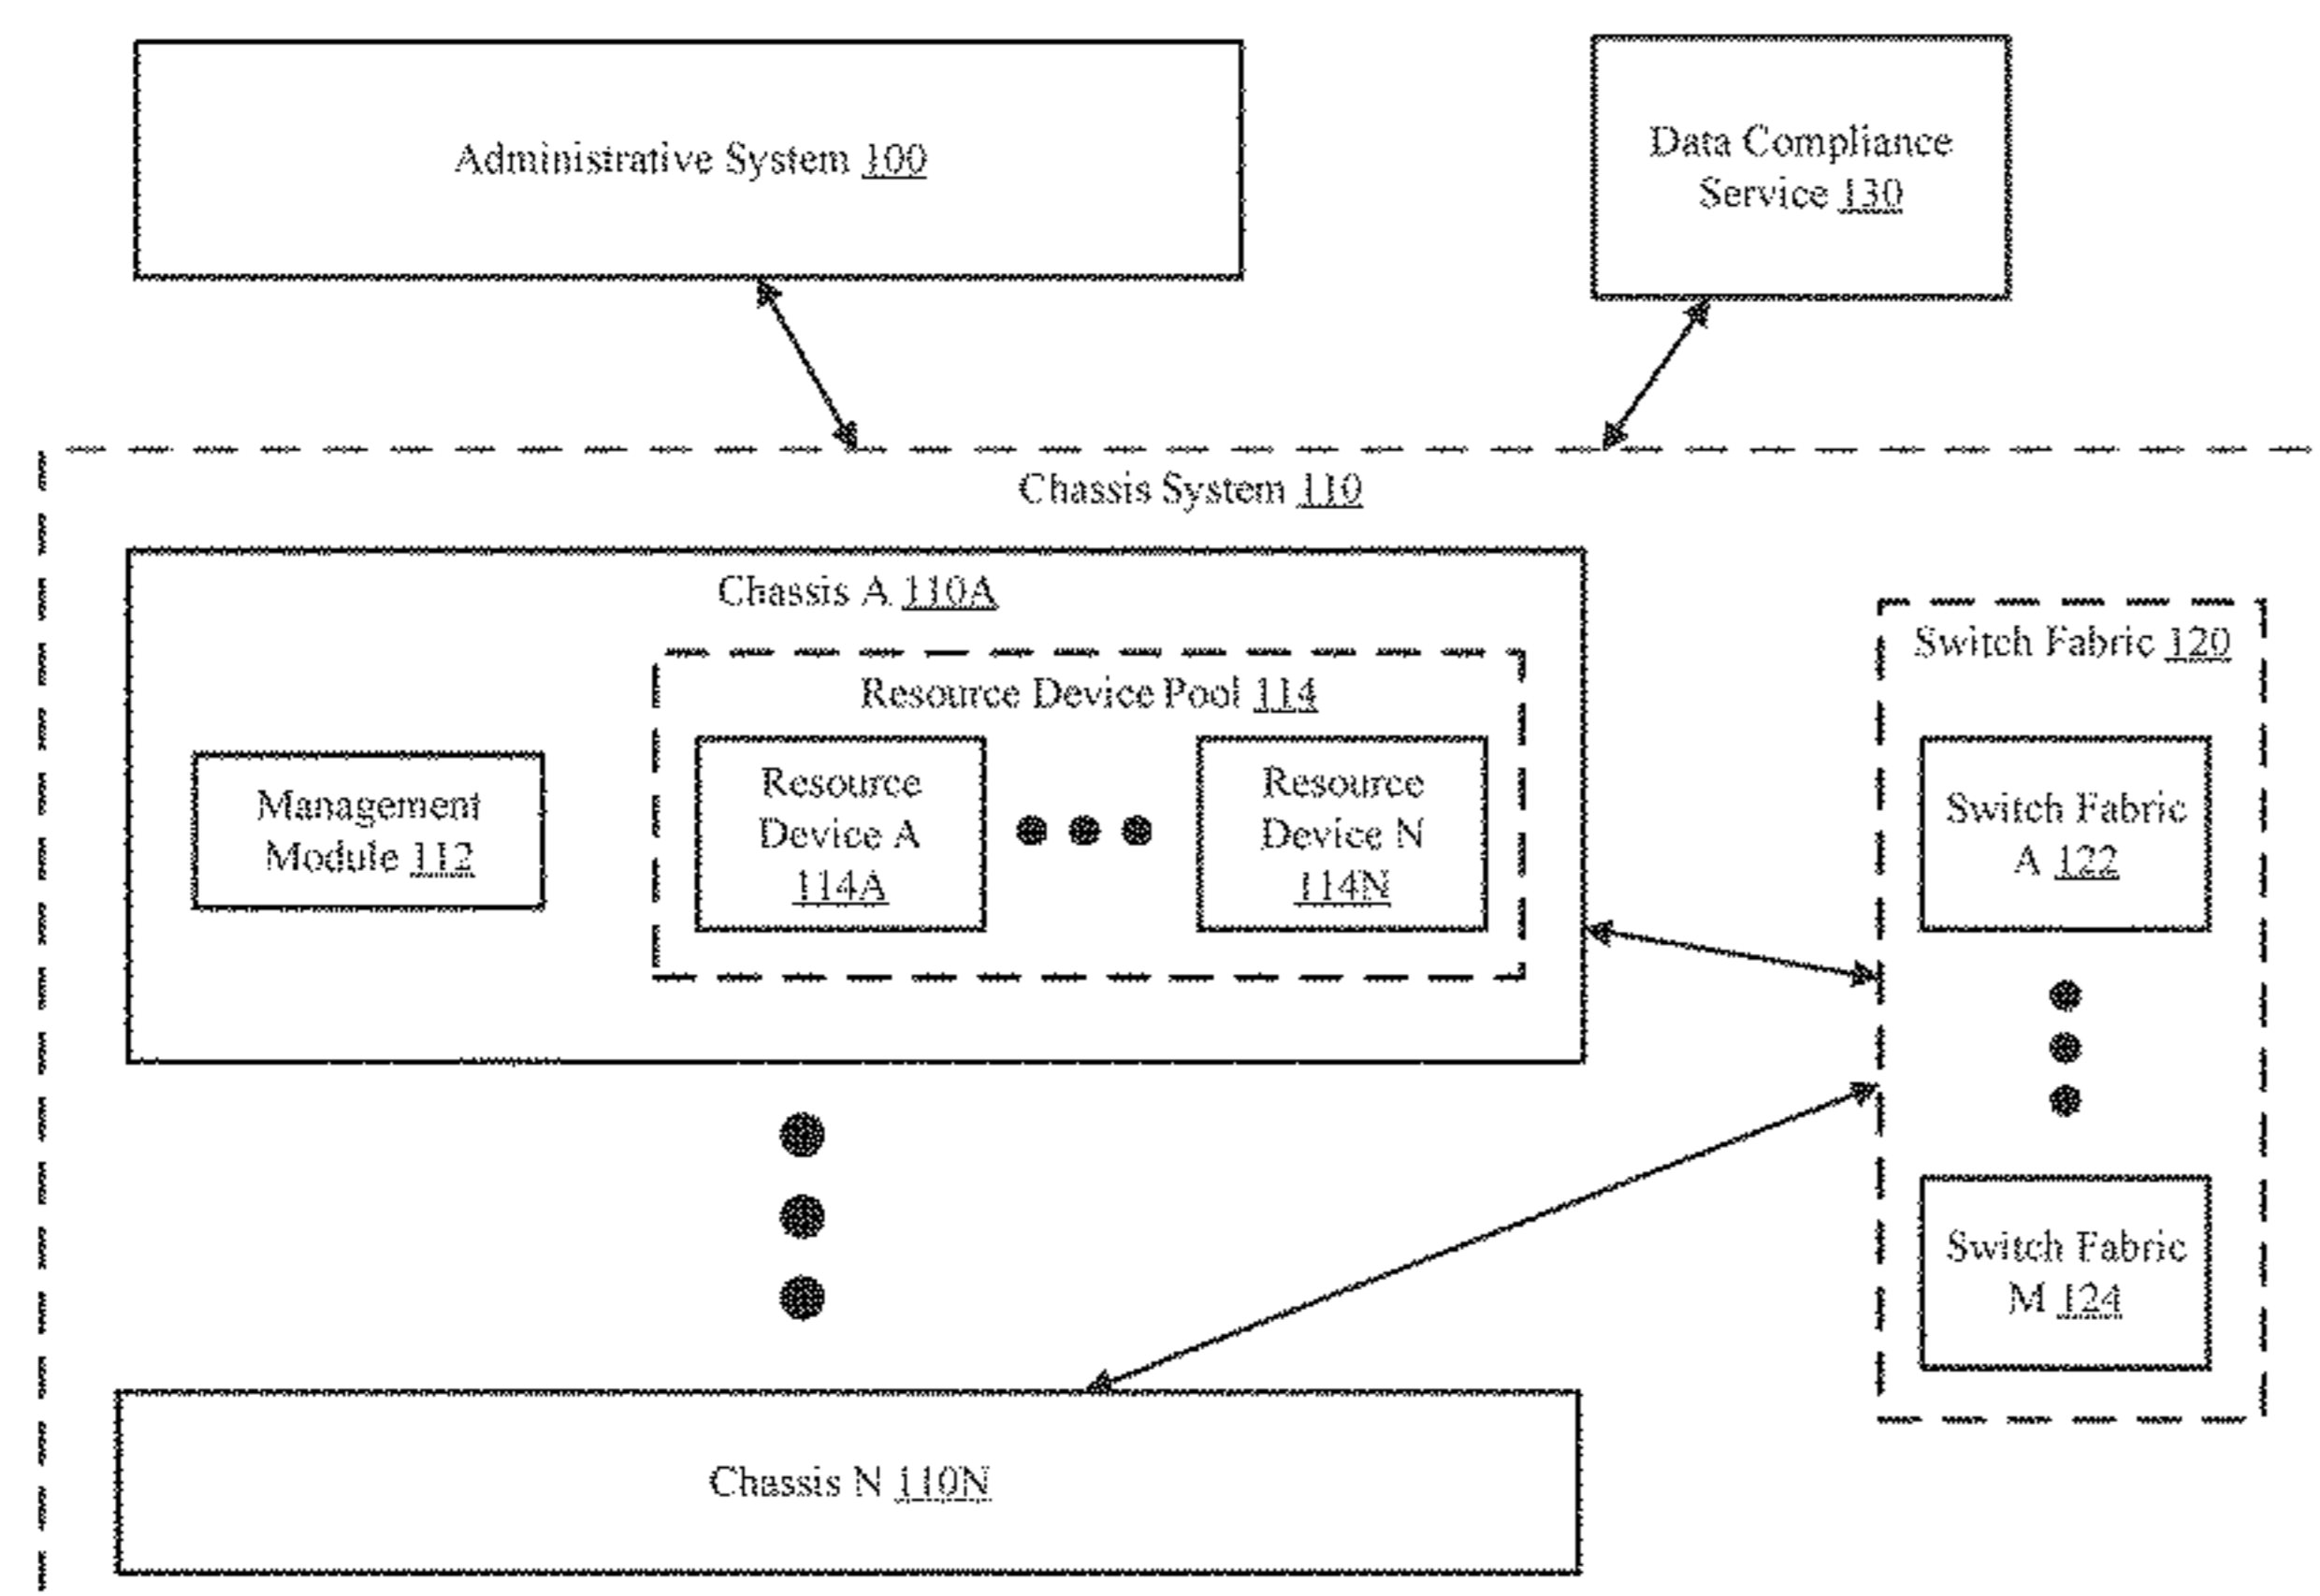 Administrative System 100
Data Compliance
Service 130
Chassis System 110
Chassis A 110A
Switch Fabric 120
Resource Device Pool 114
Management
Module 112
Resource
Device A
114A
Resource
Device N
114N
Switch Fabric
A 122
Switch Fabric
M 124
Chassis N 110N